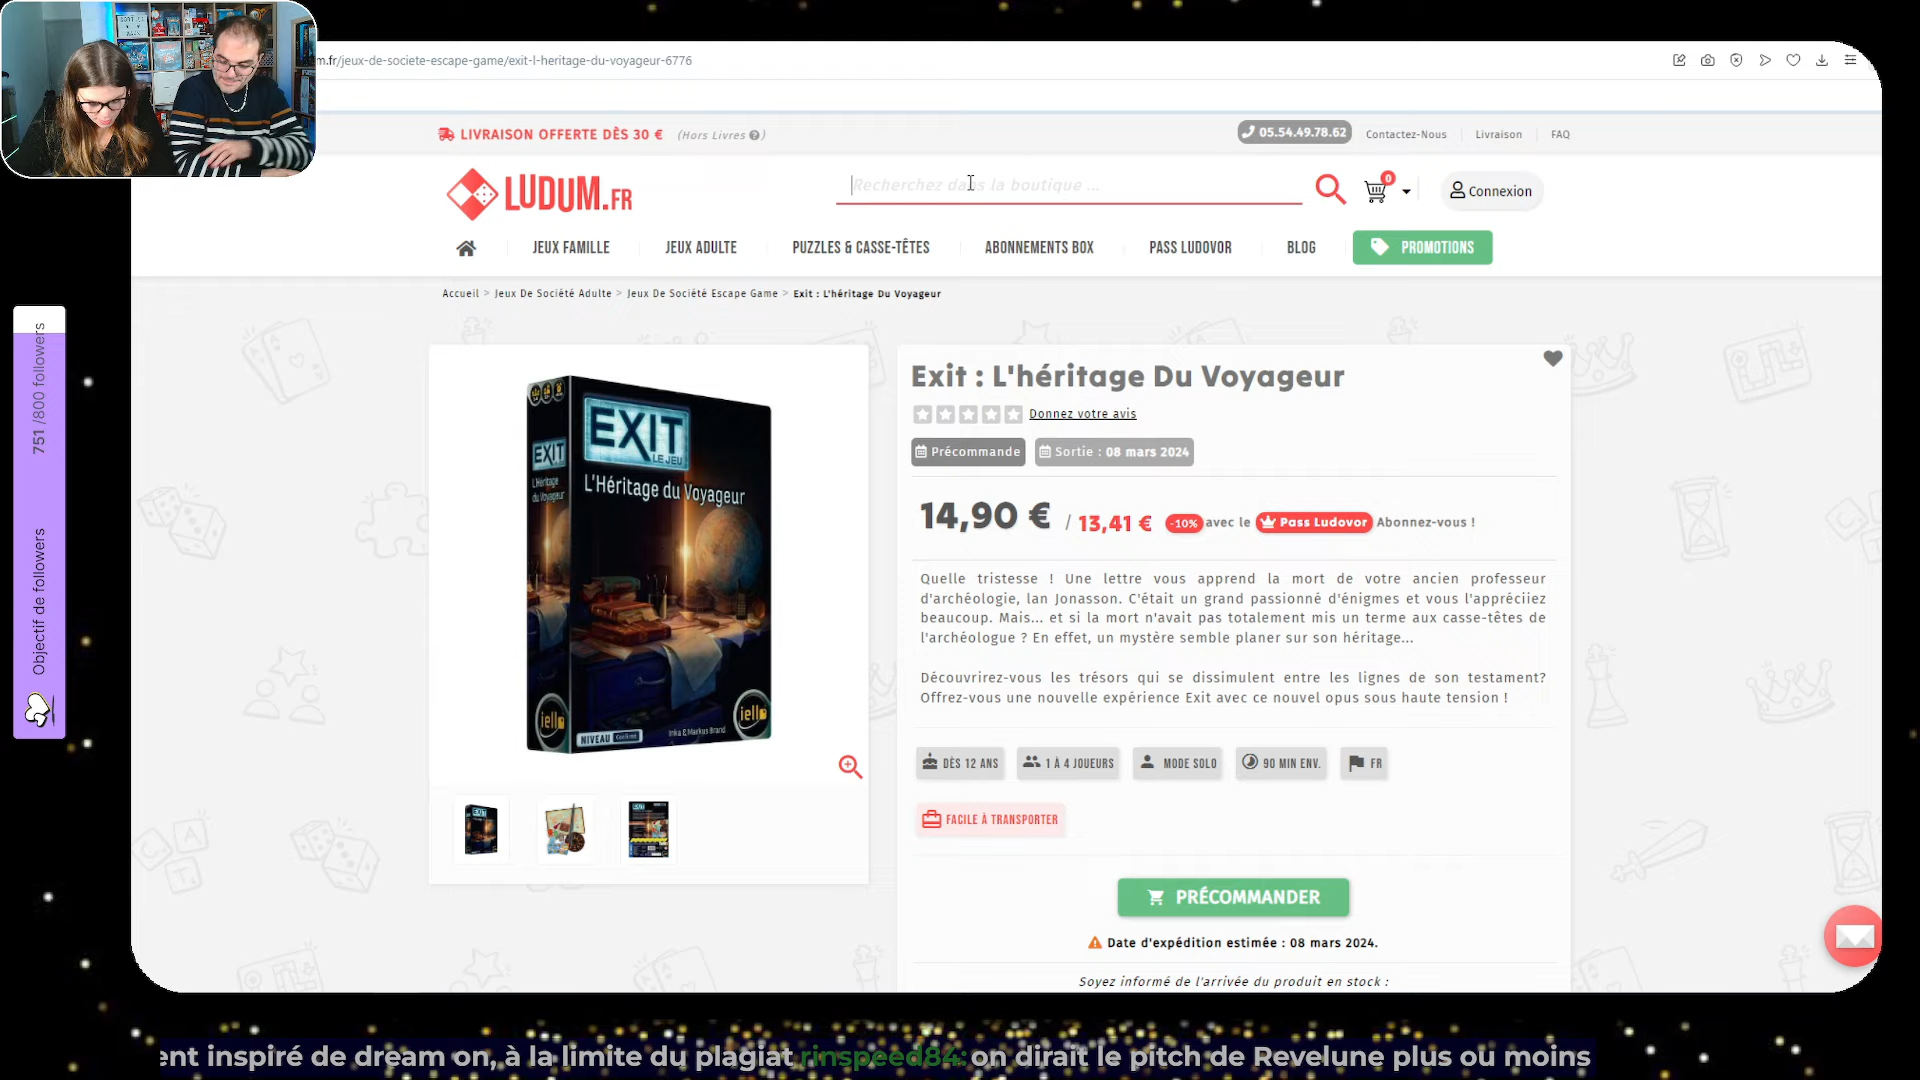 m.fr/jeux-de-societe-escape-game/exit-l-heritage-du-voyageur-6776
LIVRAISON OFFERTE DÈS 30 € (Hors Livres )
05.54.49.78.62
Contactez-Nous
Livraison
FAQ
LUDUM.FR
Recherchez dans la boutique ...
0
Connexion
JEUX FAMILLE
JEUX ADULTE
PUZZLES & CASSE-TÊTES
ABONNEMENTS BOX
PASS LUDOVOR
BLOG
PROMOTIONS
Accueil > Jeux De Société Adulte > Jeux De Société Escape Game > Exit : L'héritage Du Voyageur
EXIT
LE JEU
L'Héritage du Voyageur
EXIT
L'Héritage
du Voyageur
iello
iello
NIVEAU Confirmé
Inka & Markus Brand
Exit : L'héritage Du Voyageur
Donnez votre avis
Précommande
Sortie : 08 mars 2024
14,90 € / 13,41 € -10% avec le Pass Ludovor Abonnez-vous !
Quelle tristesse ! Une lettre vous apprend la mort de votre ancien professeur
d'archéologie, Ian Jonasson. C'était un grand passionné d'énigmes et vous l'appréciiez
beaucoup. Mais... et si la mort n'avait pas totalement mis un terme aux casse-têtes de
l'archéologue ? En effet, un mystère semble planer sur son héritage...
Découvrirez-vous les trésors qui se dissimulent entre les lignes de son testament?
Offrez-vous une nouvelle expérience Exit avec ce nouvel opus sous haute tension !
DÈS 12 ANS
1 À 4 JOUEURS
MODE SOLO
90 MIN ENV.
FR
FACILE À TRANSPORTER
PRÉCOMMANDER
Date d'expédition estimée : 08 mars 2024.
Soyez informé de l'arrivée du produit en stock :
Objectif de followers
751 /800 followers
ent inspiré de dream on, à la limite du plagiat rinspeed84: on dirait le pitch de Revelune plus ou moins